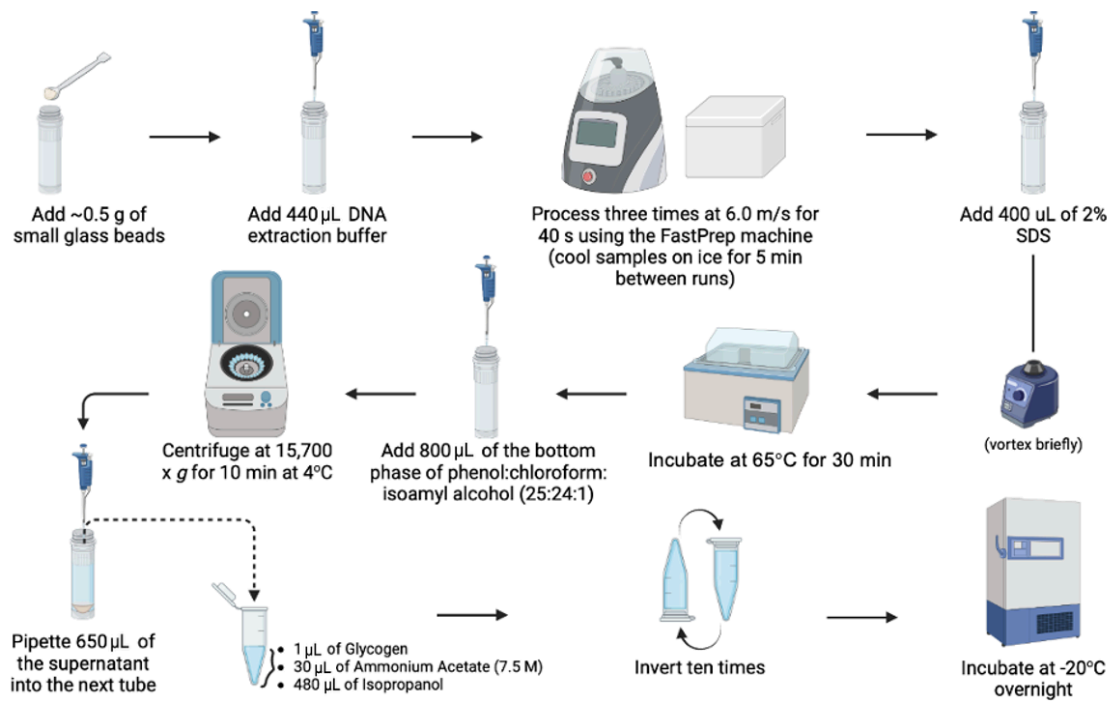 Add ~0.5 g of
small glass beads
Add 440 µL DNA
extraction buffer
Process three times at 6.0 m/s for
40 s using the FastPrep machine
(cool samples on ice for 5 min
between runs)
Add 400 uL of 2%
SDS
(vortex briefly)
Incubate at 65°C for 30 min
Add 800 µL of the bottom
phase of phenol:chloroform:
isoamyl alcohol (25:24:1)
Centrifuge at 15,700
x g for 10 min at 4°C
Pipette 650 µL of
the supernatant
into the next tube
• 1 µL of Glycogen
• 30 µL of Ammonium Acetate (7.5 M)
• 480 µL of Isopropanol
Invert ten times
Incubate at -20°C
overnight